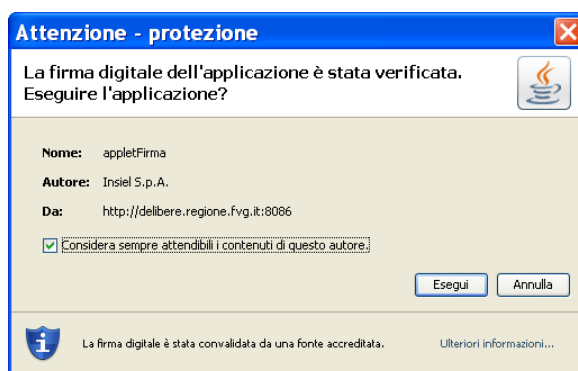 Attenzione - protezione
La firma digitale dell'applicazione è stata verificata.
Eseguire l'applicazione?
Nome: appletFirma
Autore: Insiel S.p.A.
Da: http://delibere.regione.fvg.it:8086
Considera sempre attendibili i contenuti di questo autore.
Esegui Annulla
La firma digitale è stata convalidata da una fonte accreditata. Ulteriori informazioni...